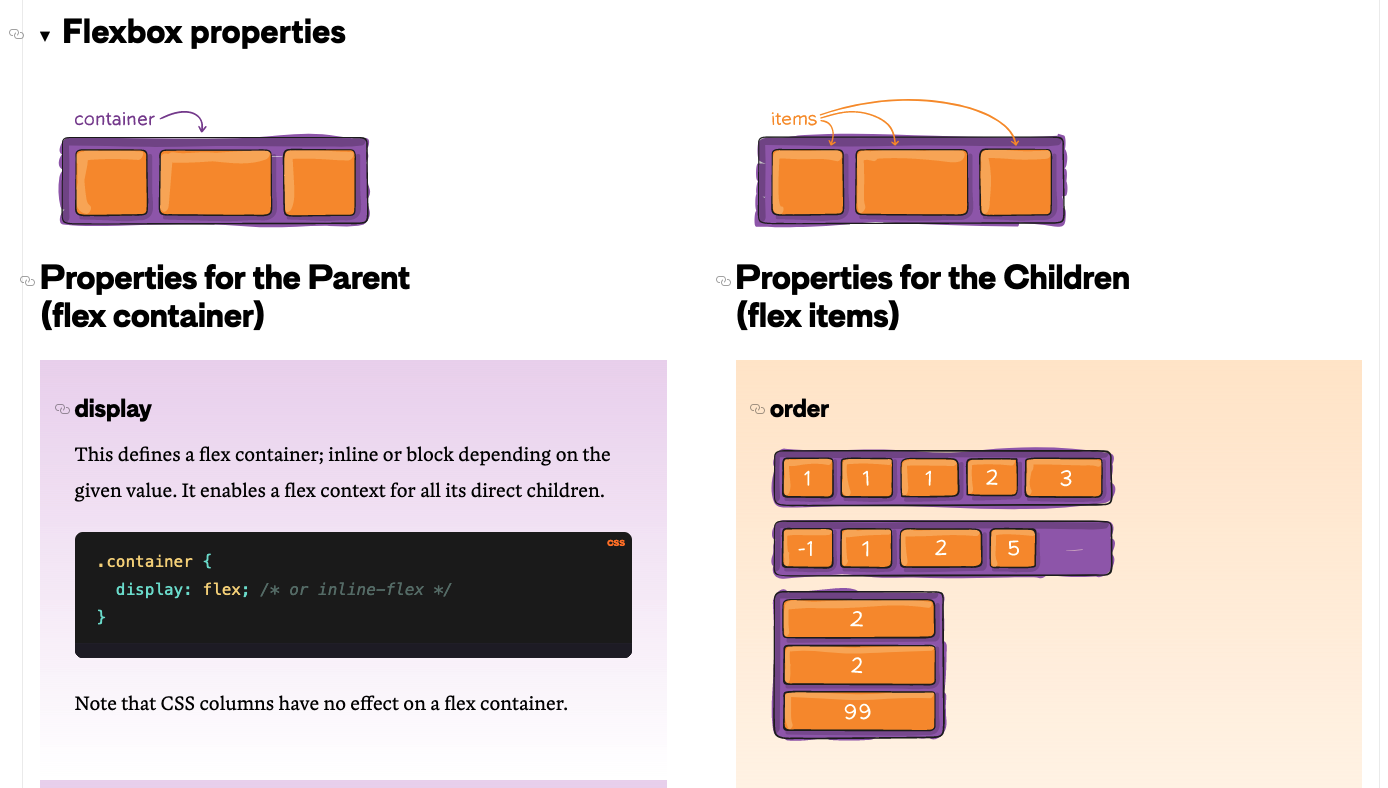 ▼ Flexbox properties
container
Properties for the Parent
(flex container)
display
This defines a flex container; inline or block depending on the
given value. It enables a flex context for all its direct children.
CSS
.container {
  display: flex; /* or inline-flex */
}
Note that CSS columns have no effect on a flex container.
items
Properties for the Children
(flex items)
order
1 1 1 2 3
-1 1 2 5
2
2
99